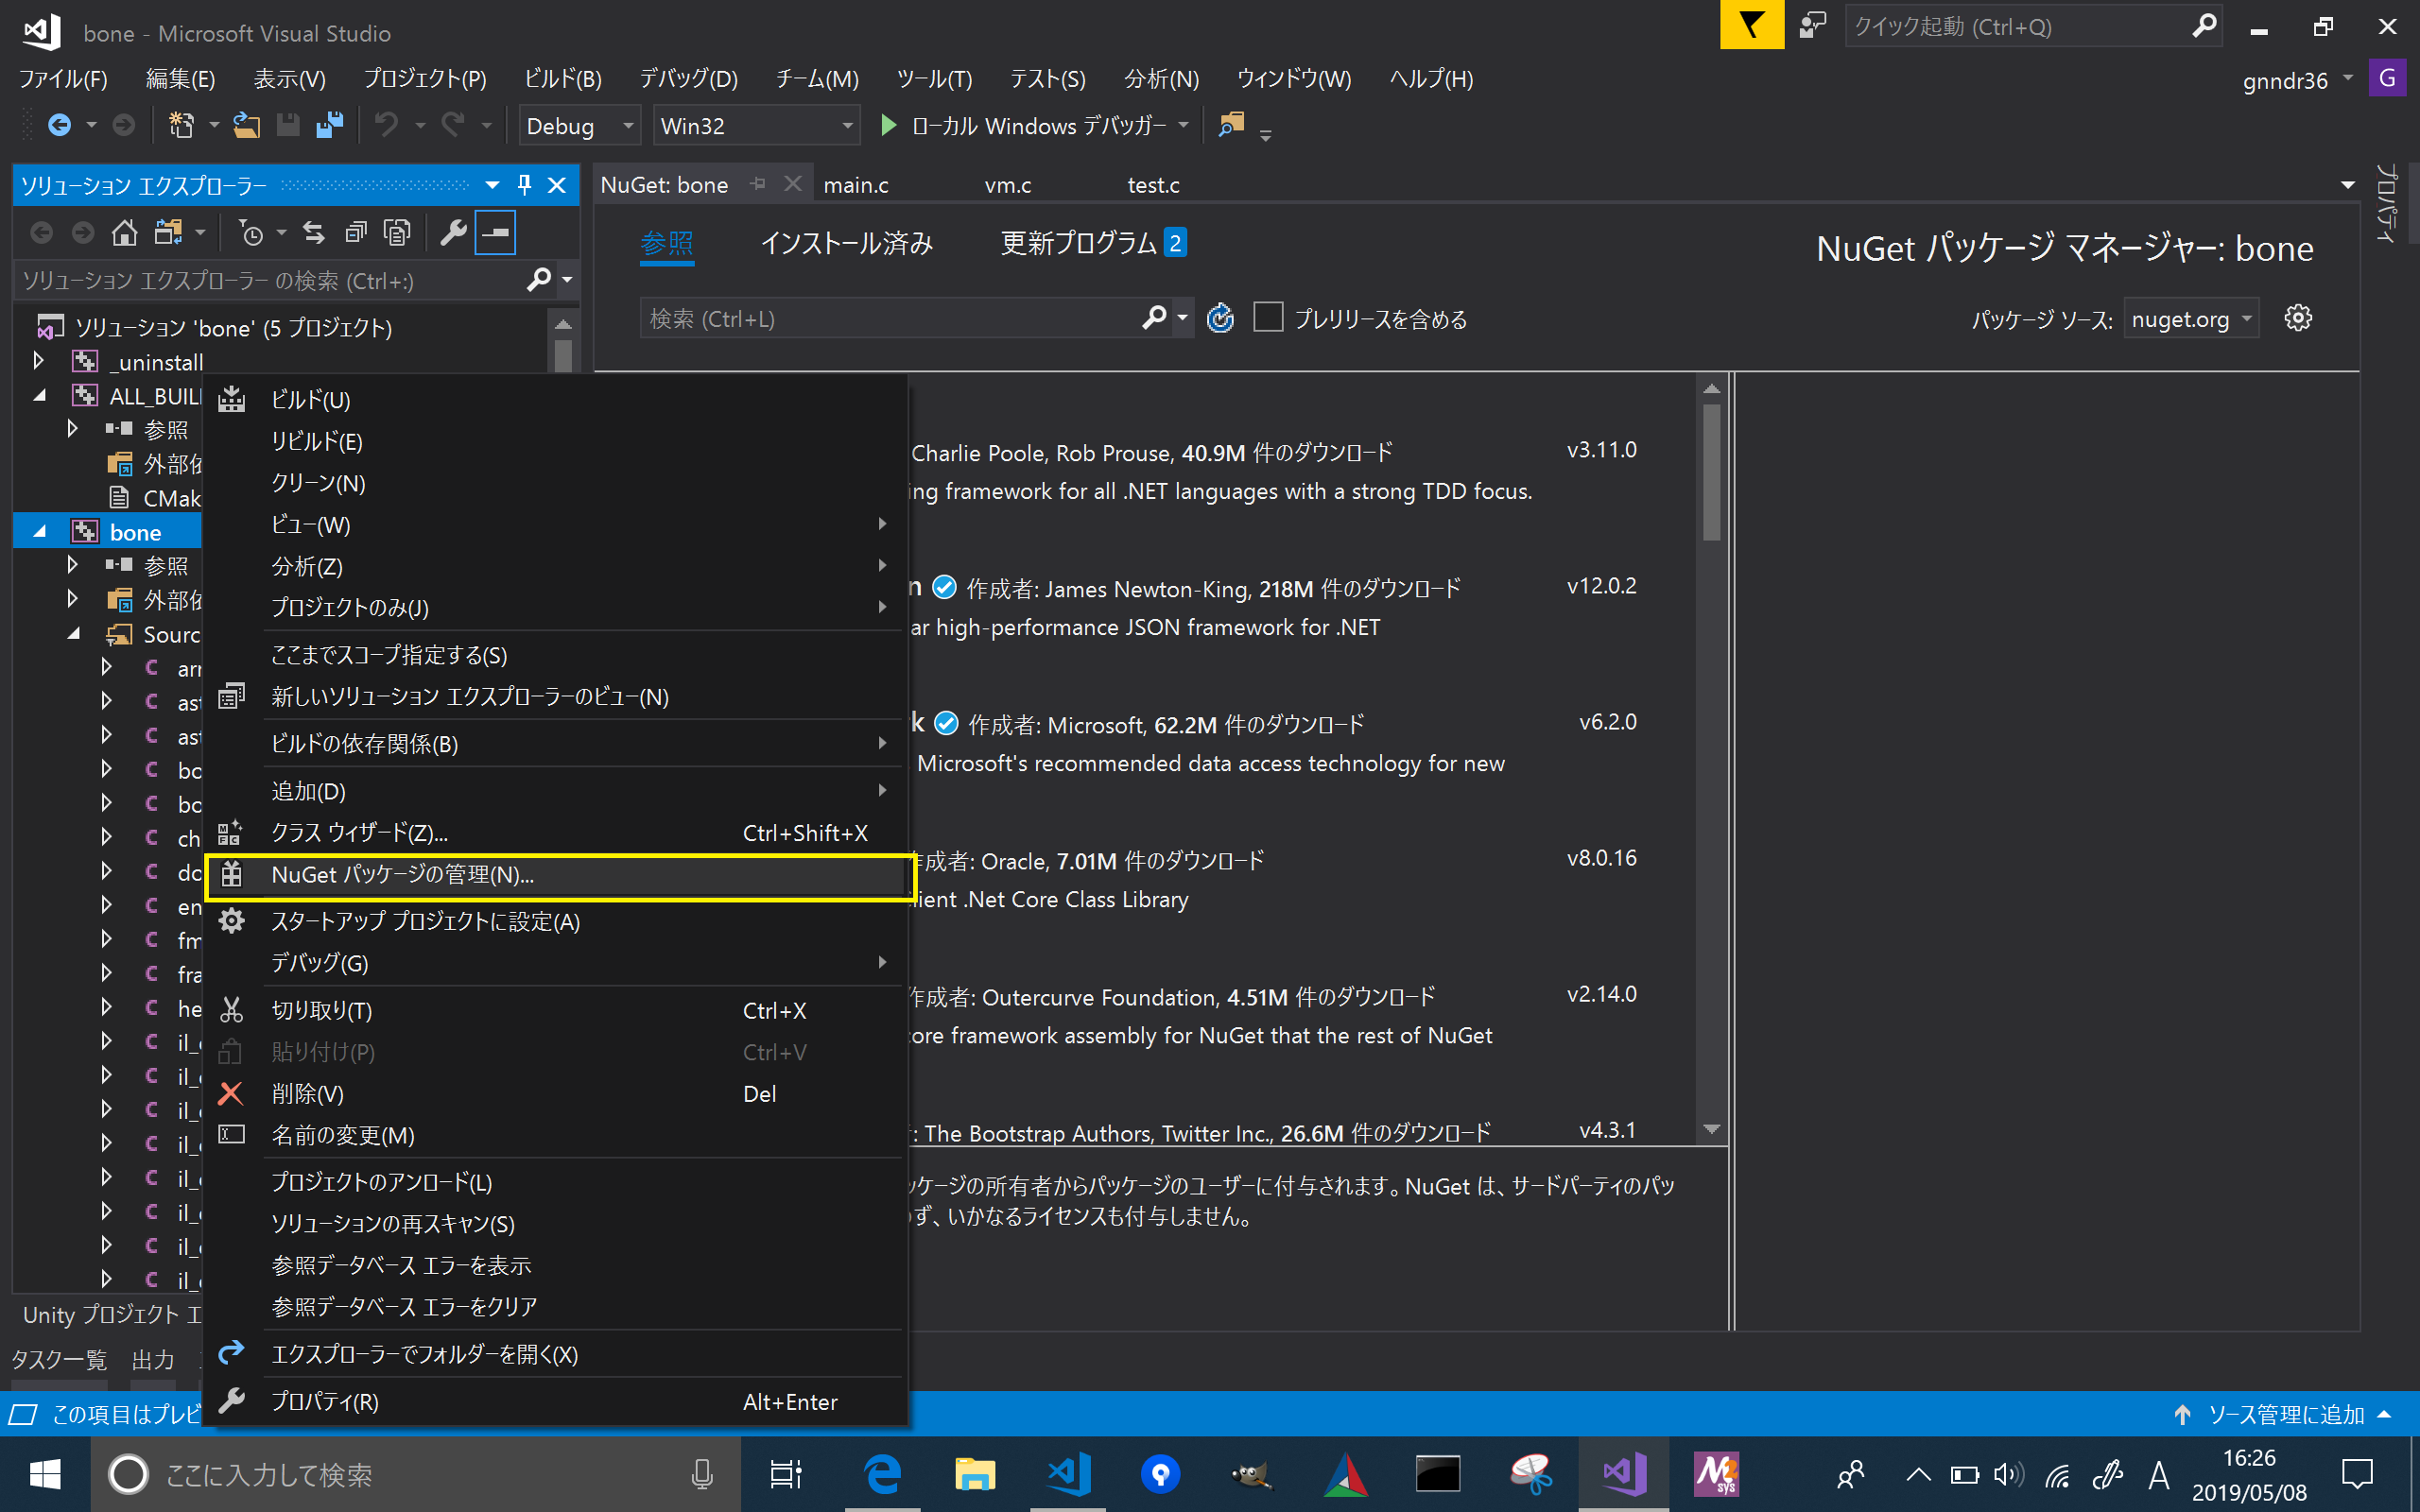 bone - Microsoft Visual Studio
クイック起動 (Ctrl+Q)
ファイル(F) 編集(E) 表示(V) プロジェクト(P) ビルド(B) デバッグ(D) チーム(M) ツール(T) テスト(S) 分析(N) ウィンドウ(W) ヘルプ(H)
gnndr36 G
Debug Win32 ローカル Windows デバッガー
ソリューション エクスプローラー
NuGet: bone main.c vm.c test.c
プロパティ
参照 インストール済み 更新プログラム 2
NuGet パッケージ マネージャー: bone
ソリューション エクスプローラー の検索 (Ctrl+:)
検索 (Ctrl+L) プレリリースを含める
パッケージ ソース: nuget.org
ソリューション 'bone' (5 プロジェクト)
_uninstall
ALL_BUIL
参照
外部依
CMak
bone
参照
外部依
Sourc
arr
ast
ast
bo
bo
ch
do
en
fm
fra
he
il_
il_
il_
il_
il_
il_
il_
il_
ビルド(U)
リビルド(E)
クリーン(N)
ビュー(W)
分析(Z)
プロジェクトのみ(J)
ここまでスコープ指定する(S)
新しいソリューション エクスプローラーのビュー(N)
ビルドの依存関係(B)
追加(D)
クラス ウィザード(Z)... Ctrl+Shift+X
NuGet パッケージの管理(N)...
スタートアップ プロジェクトに設定(A)
デバッグ(G)
切り取り(T) Ctrl+X
貼り付け(P) Ctrl+V
削除(V) Del
名前の変更(M)
プロジェクトのアンロード(L)
ソリューションの再スキャン(S)
参照データベース エラーを表示
参照データベース エラーをクリア
エクスプローラーでフォルダーを開く(X)
プロパティ(R) Alt+Enter
Charlie Poole, Rob Prouse, 40.9M 件のダウンロード v3.11.0
ing framework for all .NET languages with a strong TDD focus.
n 作成者: James Newton-King, 218M 件のダウンロード v12.0.2
ar high-performance JSON framework for .NET
k 作成者: Microsoft, 62.2M 件のダウンロード v6.2.0
Microsoft's recommended data access technology for new
作成者: Oracle, 7.01M 件のダウンロード v8.0.16
lient .Net Core Class Library
作成者: Outercurve Foundation, 4.51M 件のダウンロード v2.14.0
core framework assembly for NuGet that the rest of NuGet
: The Bootstrap Authors, Twitter Inc., 26.6M 件のダウンロード v4.3.1
ッケージの所有者からパッケージのユーザーに付与されます。NuGet は、サードパーティのパッ
ず、いかなるライセンスも付与しません。
Unity プロジェクト エ
タスク一覧 出力
この項目はプレビ
ソース管理に追加
ここに入力して検索
M2 sys
A
16:26
2019/05/08